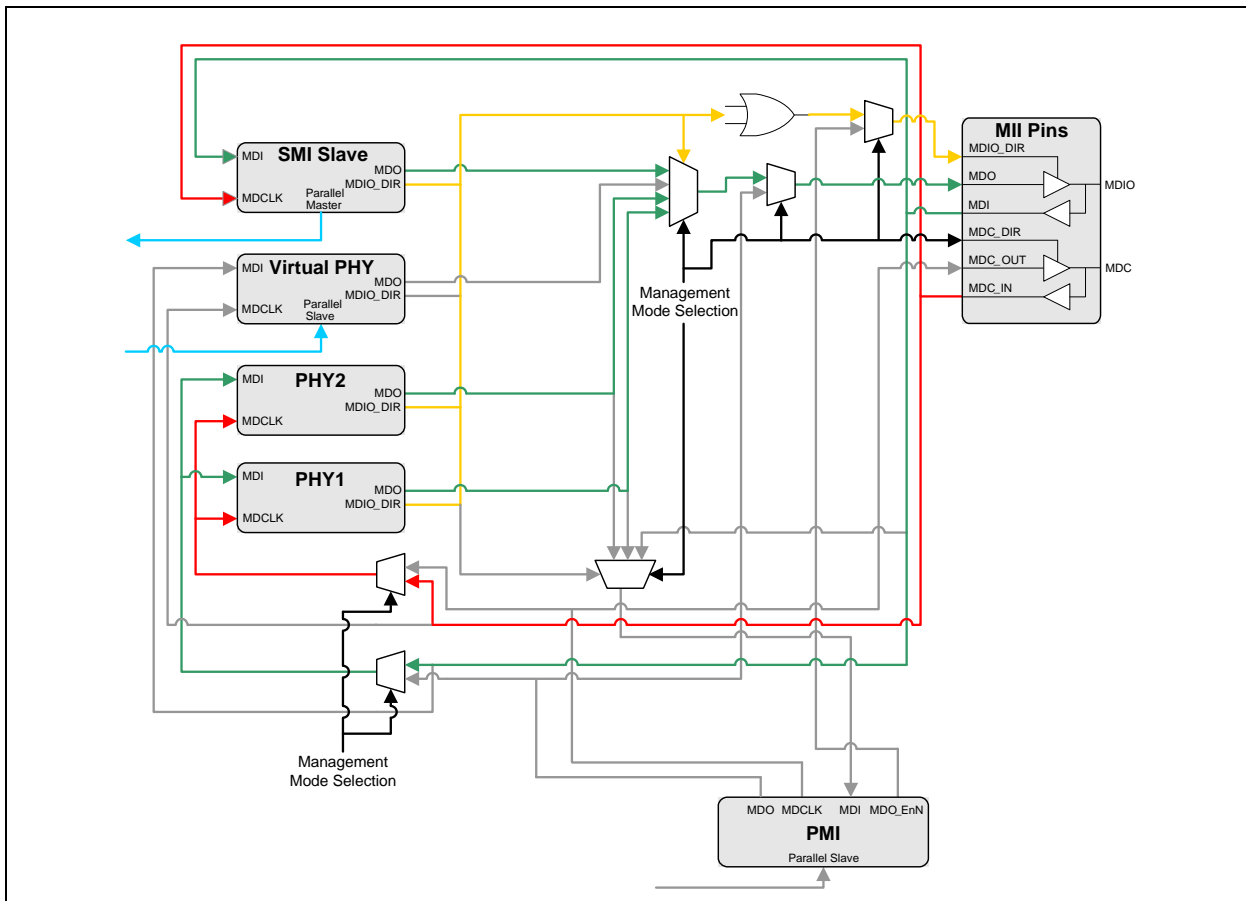 MII Pins
MDIO_DIR
MDO
MDI
MDC_DIR
MDC_OUT
MDC_IN
MDIO
MDC
SMI Slave
MDI
MDO
MDIO_DIR
MDCLK
Parallel
Master
Virtual PHY
MDI
MDO
MDIO_DIR
MDCLK
Parallel
Slave
Management
Mode Selection
PHY2
MDI
MDO
MDIO_DIR
MDCLK
PHY1
MDI
MDO
MDIO_DIR
MDCLK
Management
Mode Selection
MDO MDCLK MDI MDO_EnN
PMI
Parallel Slave